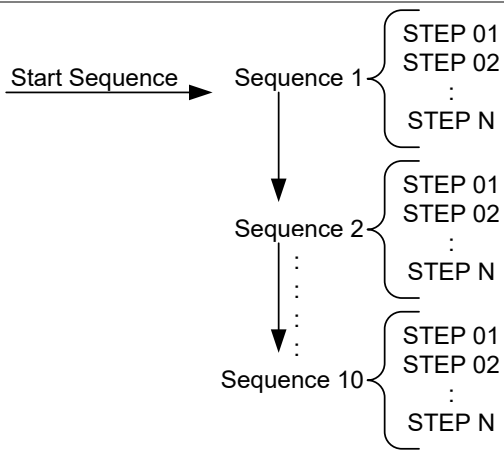 STEP 01
STEP 02
:
STEP N
Start Sequence
Sequence 1
STEP 01
STEP 02
:
STEP N
Sequence 2
:
:
:
:
STEP 01
STEP 02
:
STEP N
Sequence 10